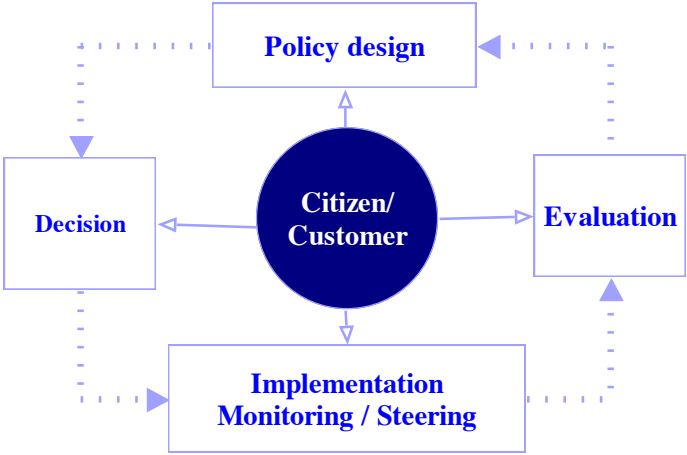 Policy design
Citizen/
Customer
Decision
Evaluation
Implementation
Monitoring / Steering